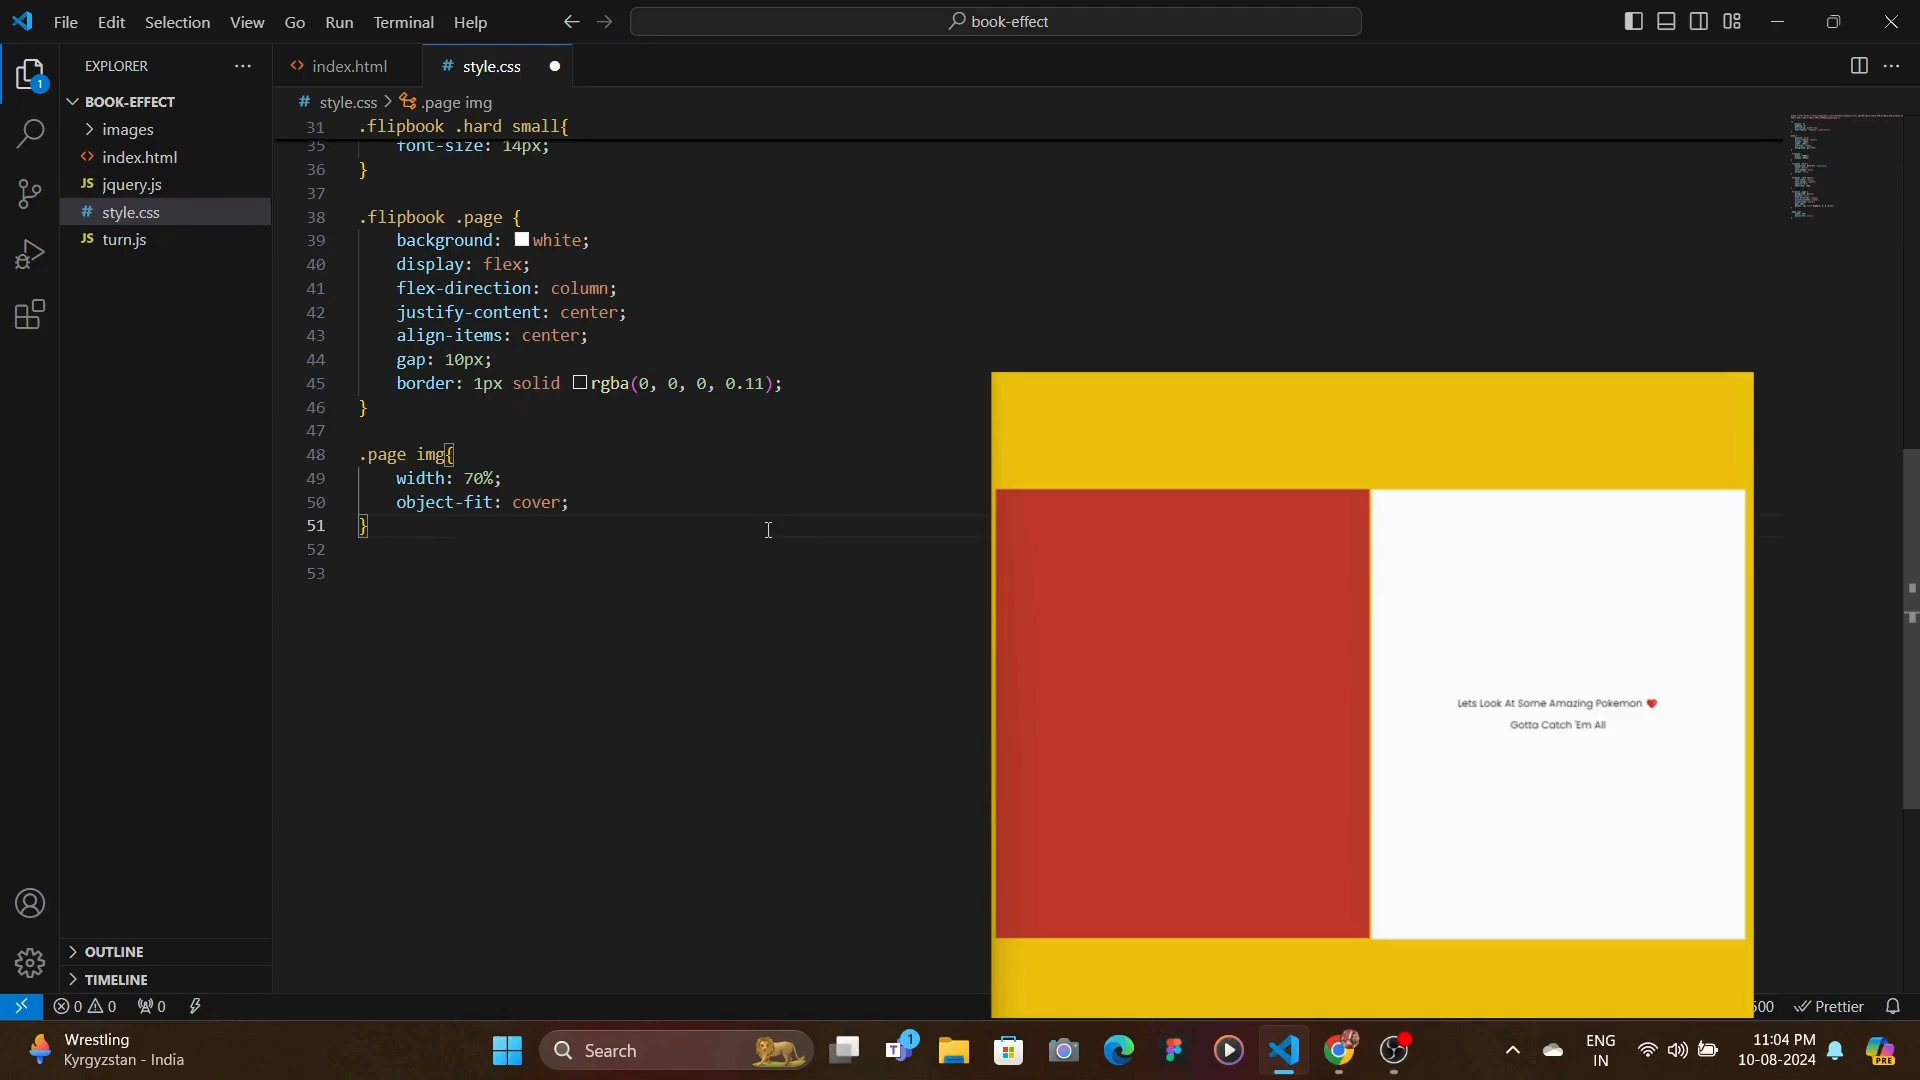 File Edit Selection View Go Run Terminal Help
book-effect
EXPLORER
BOOK-EFFECT
images
index.html
JS jquery.js
# style.css
JS turn.js
OUTLINE
TIMELINE
index.html
# style.css
# style.css > .page img
31 .flipbook .hard small{
35 font-size: 14px;
36 }
37
38 .flipbook .page {
39 background: white;
40 display: flex;
41 flex-direction: column;
42 justify-content: center;
43 align-items: center;
44 gap: 10px;
45 border: 1px solid rgba(0, 0, 0, 0.11);
46 }
47
48 .page img{
49 width: 70%;
50 object-fit: cover;
51 }
52
53
Lets Look At Some Amazing Pokemon ❤
Gotta Catch 'Em All
1
0 0 0
Prettier
Wrestling
Kyrgyzstan - India
Search
1
ENG
IN
11:04 PM
10-08-2024
PRE